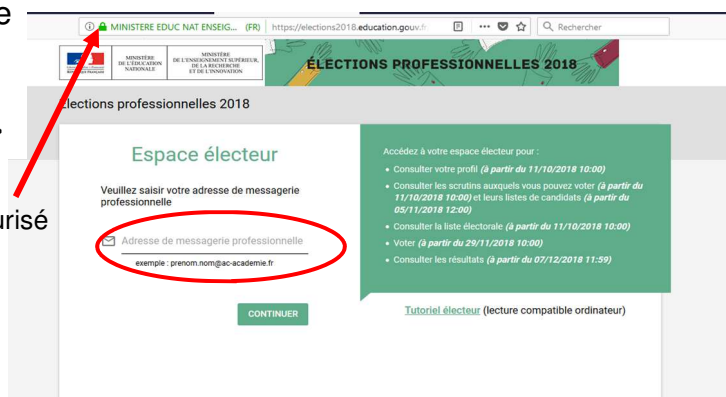 MINISTERE EDUC NAT ENSEIG... (FR) https://elections2018.education.gouv.fr
Rechercher
MINISTÈRE
DE L'ÉDUCATION
NATIONALE
MINISTÈRE
DE L'ENSEIGNEMENT SUPÉRIEUR,
DE LA RECHERCHE
ET DE L'INNOVATION
ÉLECTIONS PROFESSIONNELLES 2018
Élections professionnelles 2018
urisé
Espace électeur
Veuillez saisir votre adresse de messagerie
professionnelle
Adresse de messagerie professionnelle
exemple : prenom.nom@ac-academie.fr
CONTINUER
Accédez à votre espace électeur pour :
• Consulter votre profil (à partir du 11/10/2018 10:00)
• Consulter les scrutins auxquels vous pouvez voter (à partir du
11/10/2018 10:00) et leurs listes de candidats (à partir du
05/11/2018 12:00)
• Consulter la liste électorale (à partir du 11/10/2018 10:00)
• Voter (à partir du 29/11/2018 10:00)
• Consulter les résultats (à partir du 07/12/2018 11:59)
Tutoriel électeur (lecture compatible ordinateur)